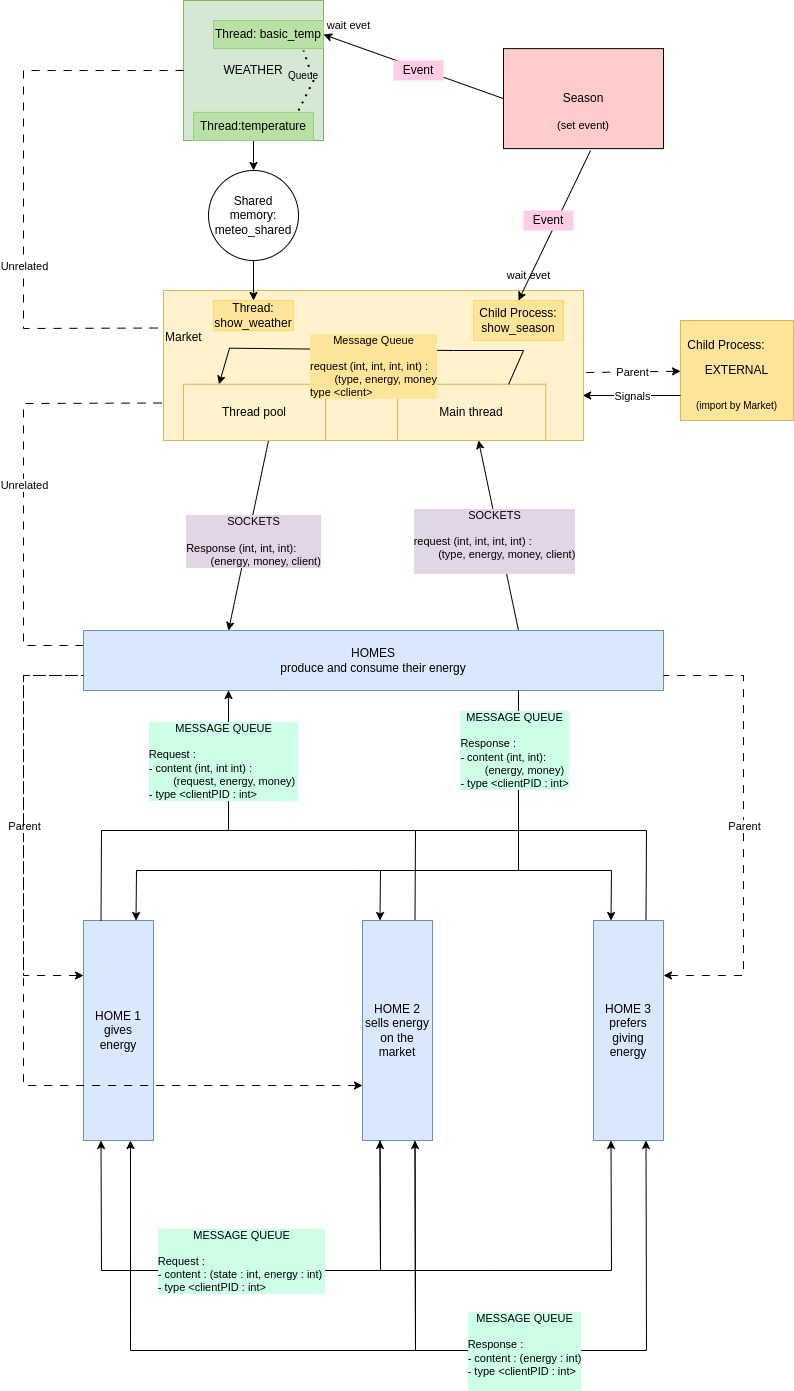 Thread: basic_temp
wait evet
WEATHER
Queue
Event
Season
(set event)
Thread:temperature
Shared
memory:
meteo_shared
Event
Unrelated
wait evet
Thread:
show_weather
Child Process:
show_season
Market
Message Queue
request (int, int, int, int) :
(type, energy, money
type <client>
Child Process:
EXTERNAL
(import by Market)
Parent
Signals
Thread pool
Main thread
Unrelated
SOCKETS
Response (int, int, int):
(energy, money, client)
SOCKETS
request (int, int, int, int) :
(type, energy, money, client)
HOMES
produce and consume their energy
MESSAGE QUEUE
Request :
- content (int, int int) :
(request, energy, money)
- type <clientPID : int>
MESSAGE QUEUE
Response :
- content (int, int):
(energy, money)
- type <clientPID : int>
Parent
Parent
HOME 1
gives
energy
HOME 2
sells energy
on the
market
HOME 3
prefers
giving
energy
MESSAGE QUEUE
Request :
- content : (state : int, energy : int)
- type <clientPID : int>
MESSAGE QUEUE
Response :
- content : (energy : int)
- type <clientPID : int>